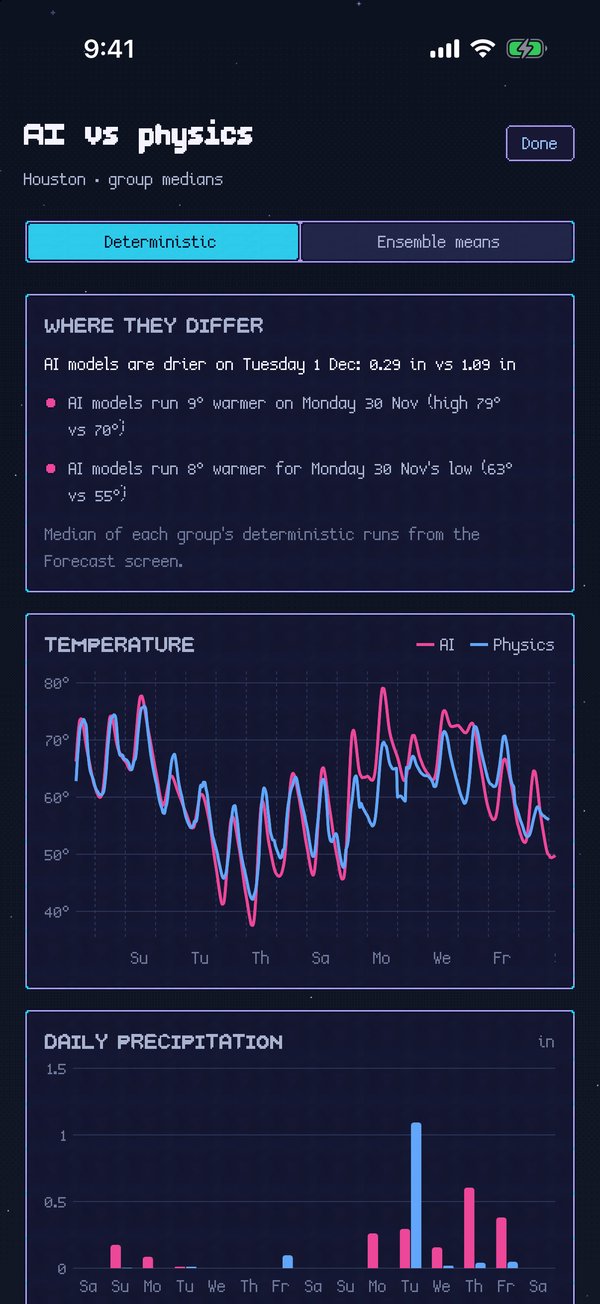 9:41
AI vs physics
Done
Houston · group medians
Deterministic
Ensemble means
WHERE THEY DIFFER
AI models are drier on Tuesday 1 Dec: 0.29 in vs 1.09 in
AI models run 9° warmer on Monday 30 Nov (high 79°
vs 70°)
AI models run 8° warmer for Monday 30 Nov's low (63°
vs 55°)
Median of each group's deterministic runs from the
Forecast screen.
TEMPERATURE
AI
Physics
80°
70°
60°
50°
40°
Su Tu Th Sa Mo We Fr
DAILY PRECIPITATION
in
1.5
1
0.5
0
Sa Su Mo Tu We Th Fr Sa Su Mo Tu We Th Fr Sa